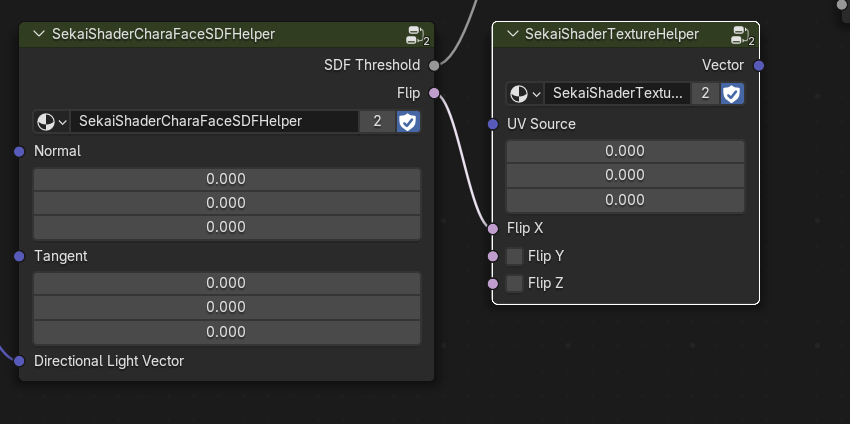 SekaiShaderCharaFaceSDFHelper
2
SDF Threshold
Flip
SekaiShaderCharaFaceSDFHelper
2
Normal
0.000
0.000
0.000
Tangent
0.000
0.000
0.000
Directional Light Vector
SekaiShaderTextureHelper
2
Vector
SekaiShaderTextu...
2
UV Source
0.000
0.000
0.000
Flip X
Flip Y
Flip Z